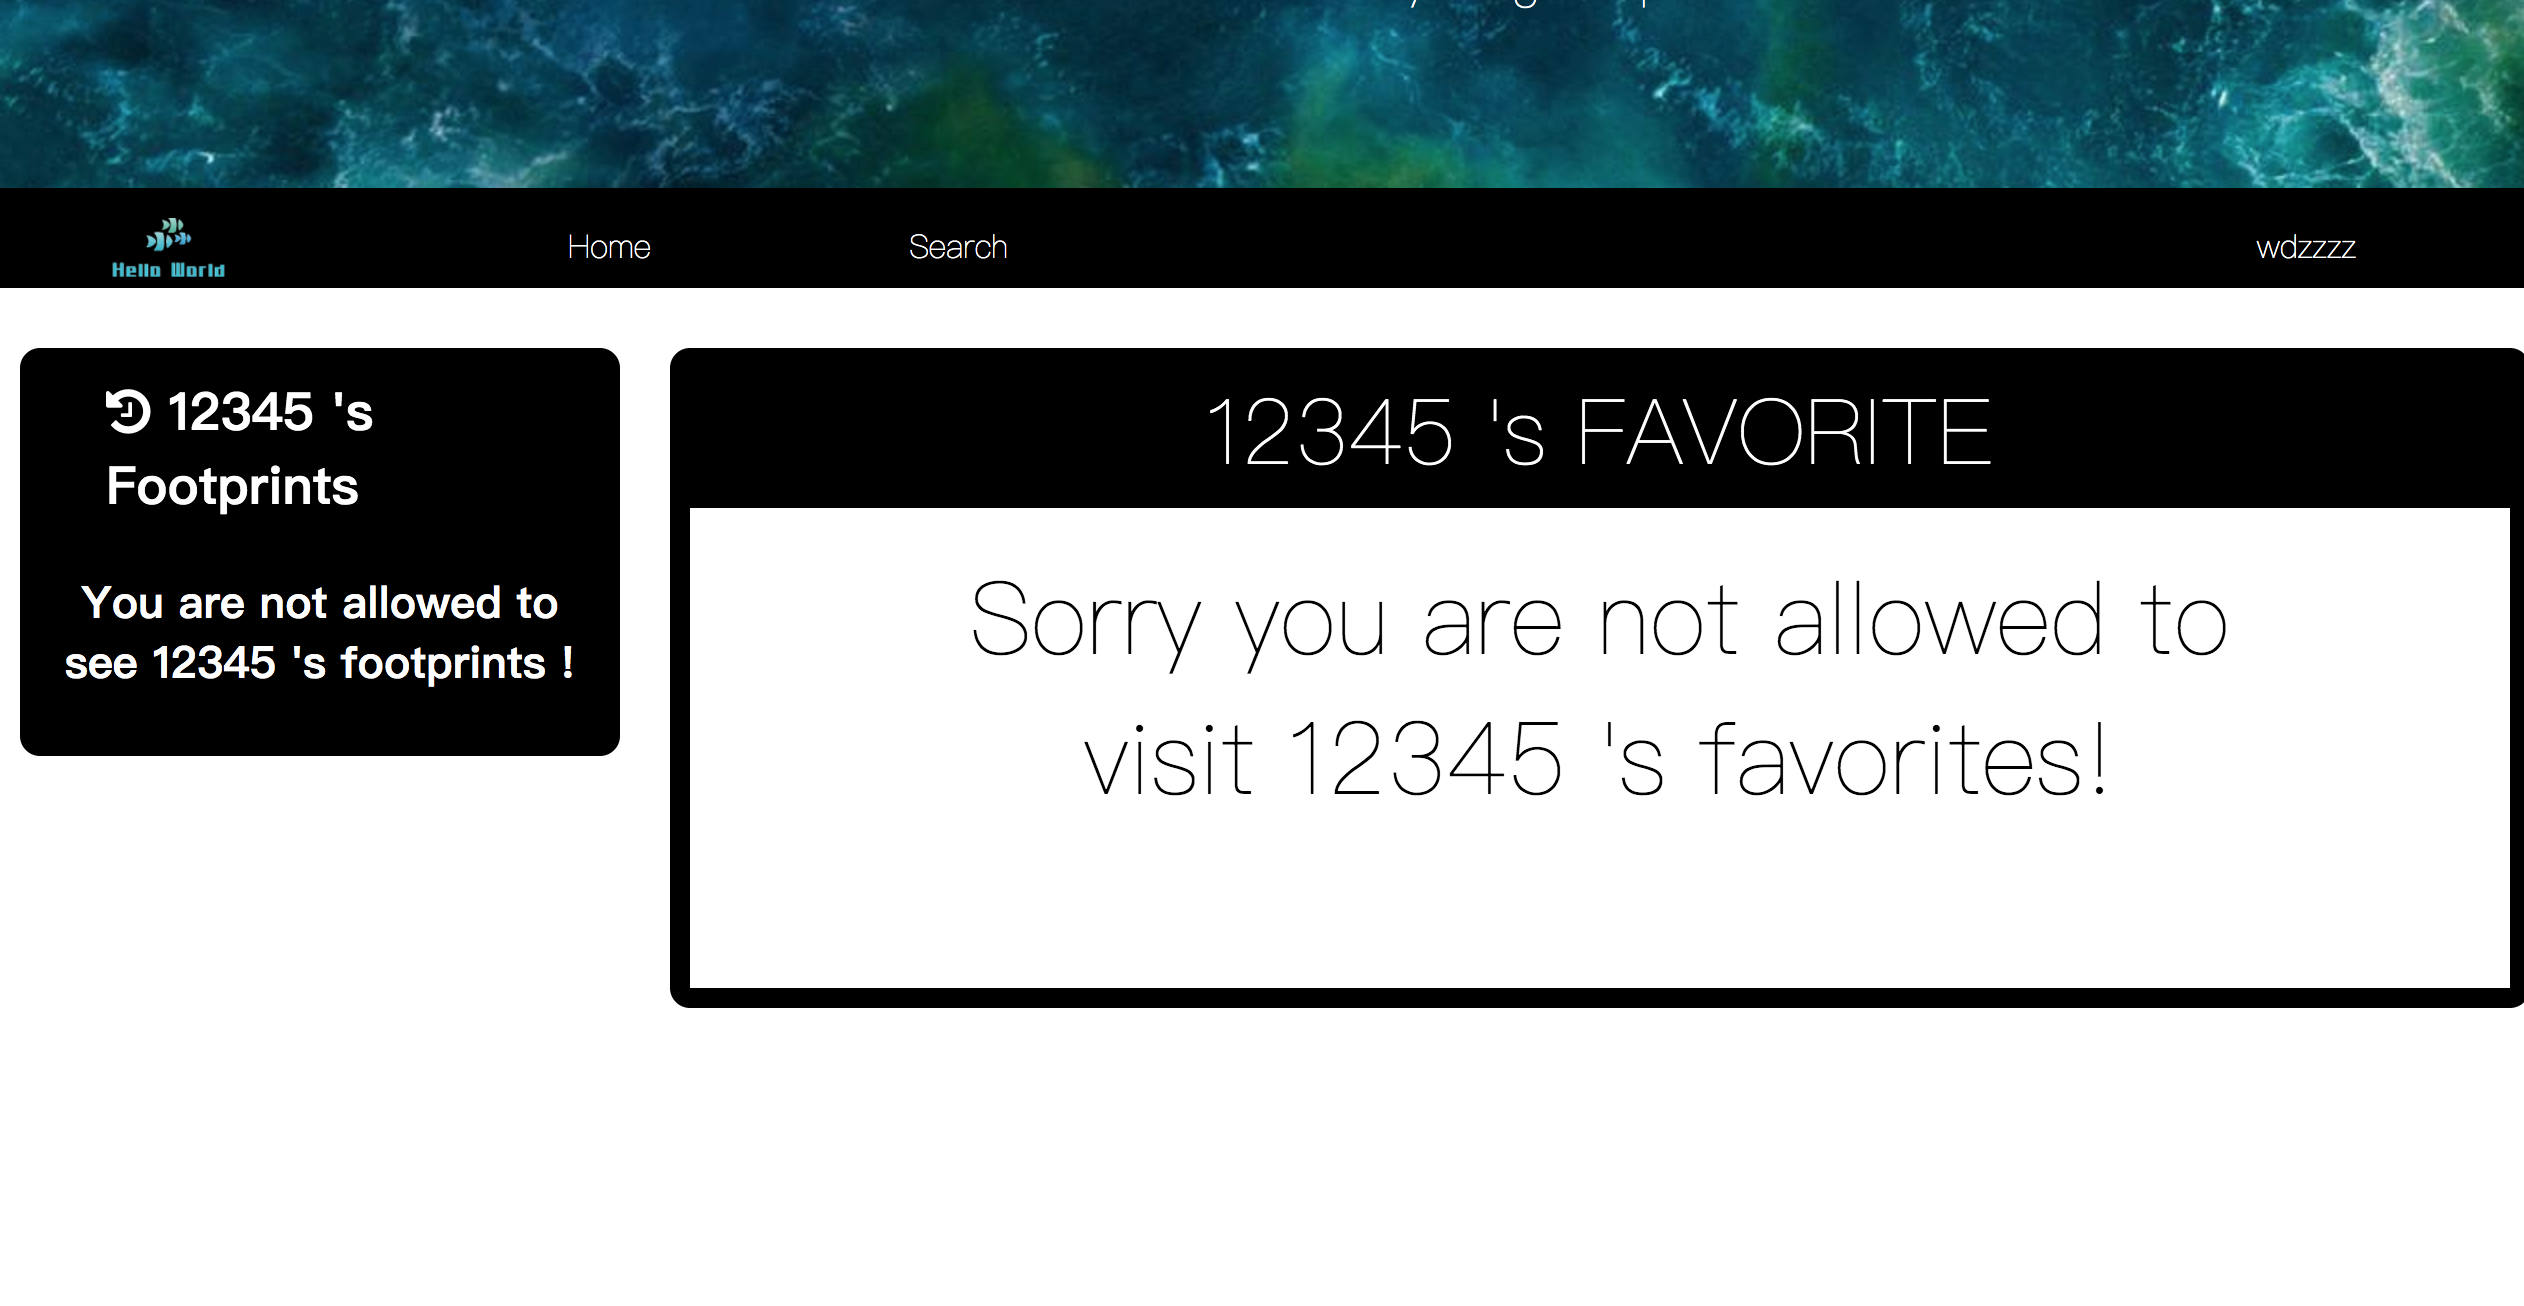 Hello World
Home
Search
wdzzzz
12345 's
Footprints
You are not allowed to
see 12345 's footprints !
12345 's FAVORITE
Sorry you are not allowed to
visit 12345 's favorites!